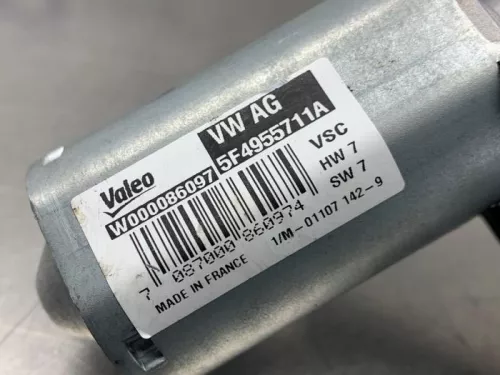 Valeo
VW AG
W000086097
5F4955711A
VSC
HW 7
SW 7
7 087000 860974
MADE IN FRANCE
1/M-01107 142-9